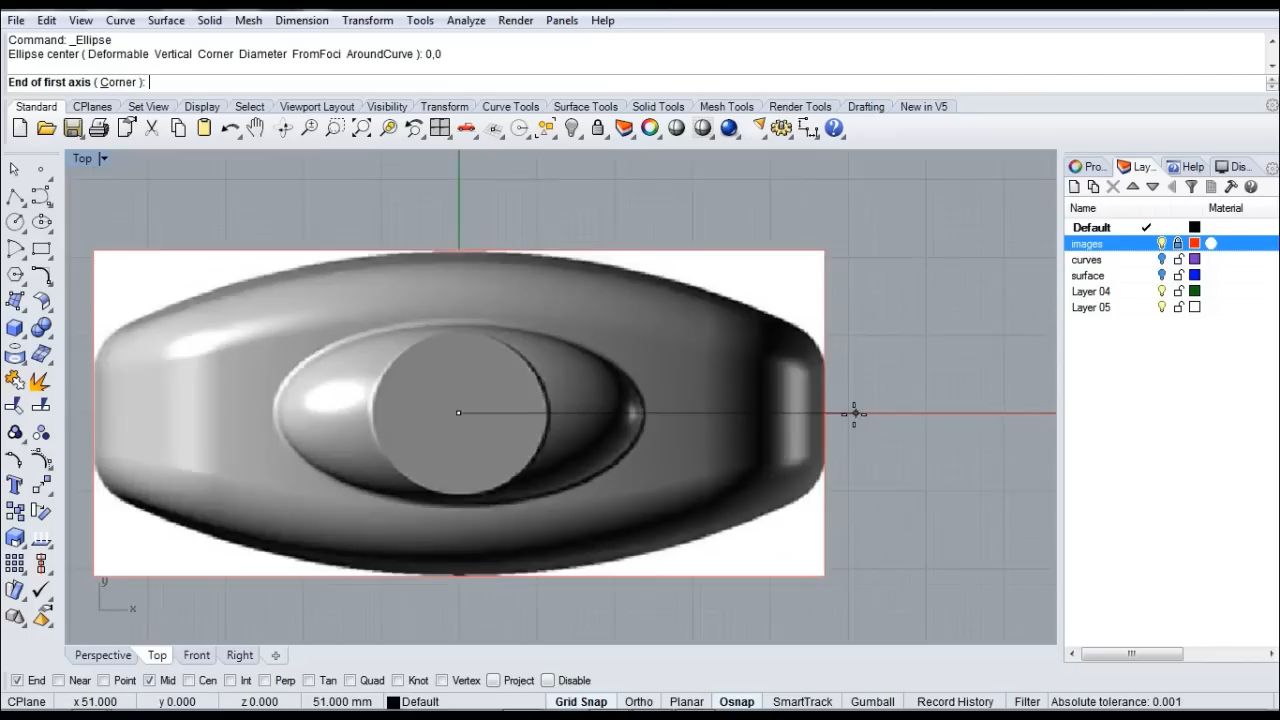 File Edit View Curve Surface Solid Mesh Dimension Transform Tools Analyze Render Panels Help
Command: _Ellipse
Ellipse center ( Deformable Vertical Corner Diameter FromFoci AroundCurve ): 0,0
End of first axis ( Corner ):
Standard CPlanes Set View Display Select Viewport Layout Visibility Transform Curve Tools Surface Tools Solid Tools Mesh Tools Render Tools Drafting New in V5
Top
Pro... Lay... Help Dis...
Name Material
Default
images
curves
surface
Layer 04
Layer 05
y
x
Perspective Top Front Right
End Near Point Mid Cen Int Perp Tan Quad Knot Vertex Project Disable
CPlane x 51.000 y 0.000 z 0.000 51.000 mm Default Grid Snap Ortho Planar Osnap SmartTrack Gumball Record History Filter Absolute tolerance: 0.001